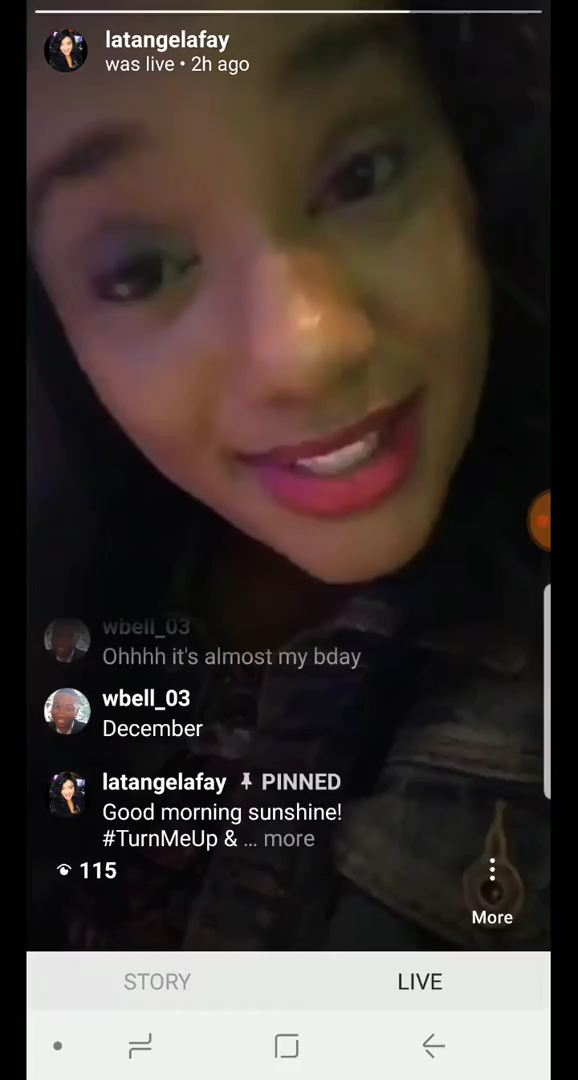 latangelafay
was live • 2h ago
wbell_03
Ohhhh it's almost my bday
wbell_03
December
latangelafay PINNED
Good morning sunshine!
#TurnMeUp & ... more
115
More
STORY LIVE